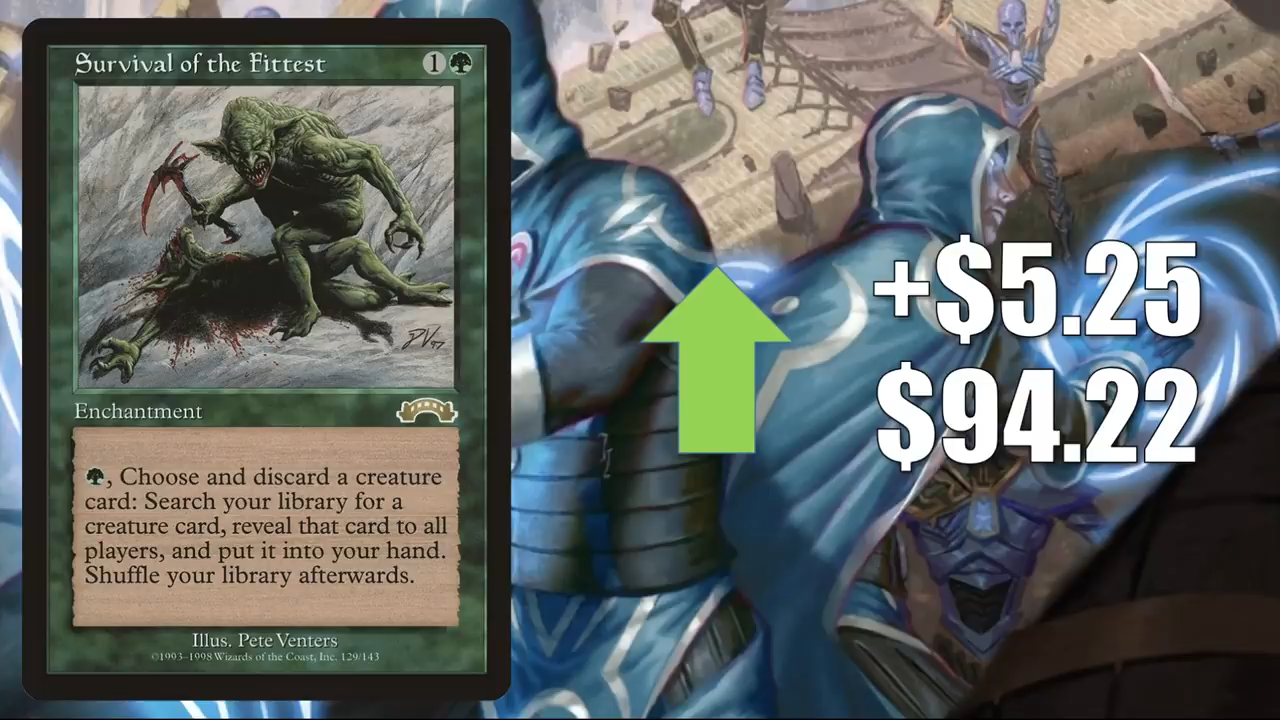 Survival of the Fittest 1
PV 97
Enchantment
, Choose and discard a creature
card: Search your library for a
creature card, reveal that card to all
players, and put it into your hand.
Shuffle your library afterwards.
Illus. Pete Venters
©1993-1998 Wizards of the Coast, Inc. 129/143
+$5.25
$94.22